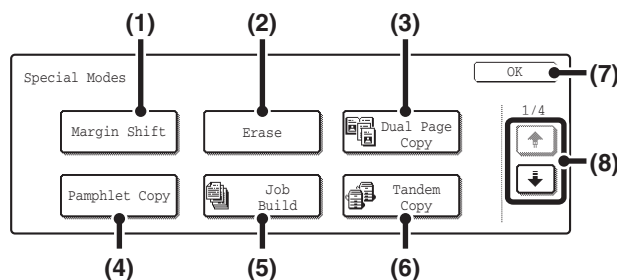 (1) (2) (3)
Special Modes
OK
(7)
Margin Shift
Erase
Dual Page
Copy
1/4
(8)
Pamphlet Copy
Job
Build
Tandem
Copy
(4) (5) (6)